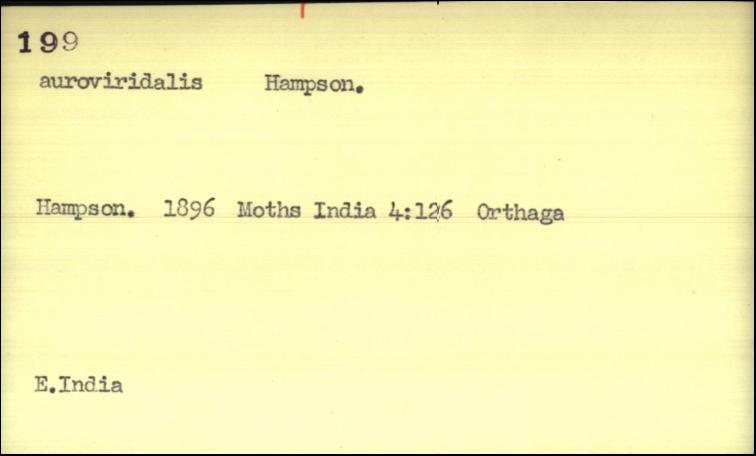 199
auroviridalis Hampson.
Hampson. 1896 Moths India 4:126 Orthaga
E.India